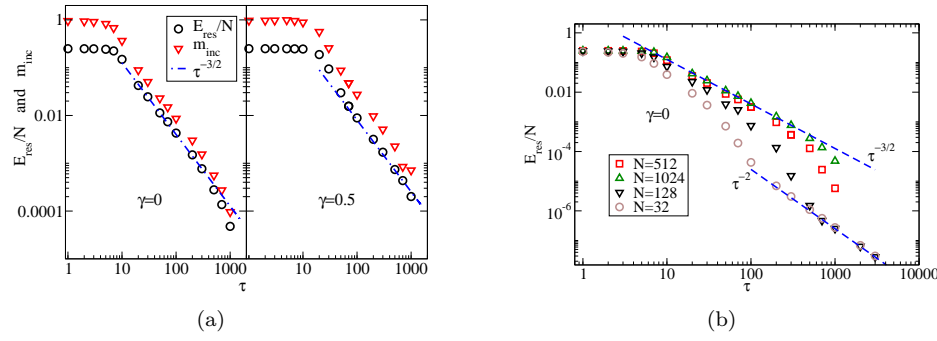 E_res/N and m_inc
1
0.01
0.0001
E_res/N
m_inc
τ^{-3/2}
γ=0
γ=0.5
1 10 100 1000 1 10 100 1000
τ
(a)
E_res/N
1
0.01
10^{-4}
10^{-6}
γ=0
τ^{-3/2}
N=512
N=1024
N=128
N=32
τ^{-2}
1 10 100 1000 10000
τ
(b)